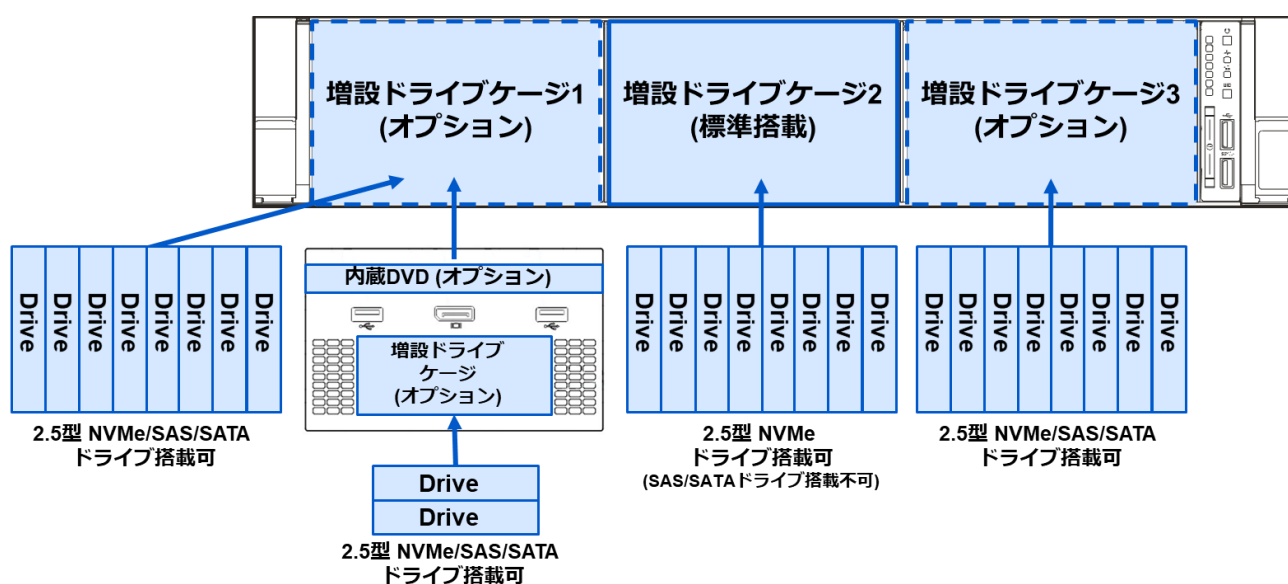 増設ドライブケージ1
(オプション)
増設ドライブケージ2
(標準搭載)
増設ドライブケージ3
(オプション)
Drive
Drive
Drive
Drive
Drive
Drive
Drive
Drive
2.5型 NVMe/SAS/SATA
ドライブ搭載可
内蔵DVD (オプション)
増設ドライブ
ケージ
(オプション)
Drive
Drive
2.5型 NVMe/SAS/SATA
ドライブ搭載可
Drive
Drive
Drive
Drive
Drive
Drive
Drive
Drive
2.5型 NVMe
ドライブ搭載可
(SAS/SATAドライブ搭載不可)
Drive
Drive
Drive
Drive
Drive
Drive
Drive
Drive
2.5型 NVMe/SAS/SATA
ドライブ搭載可